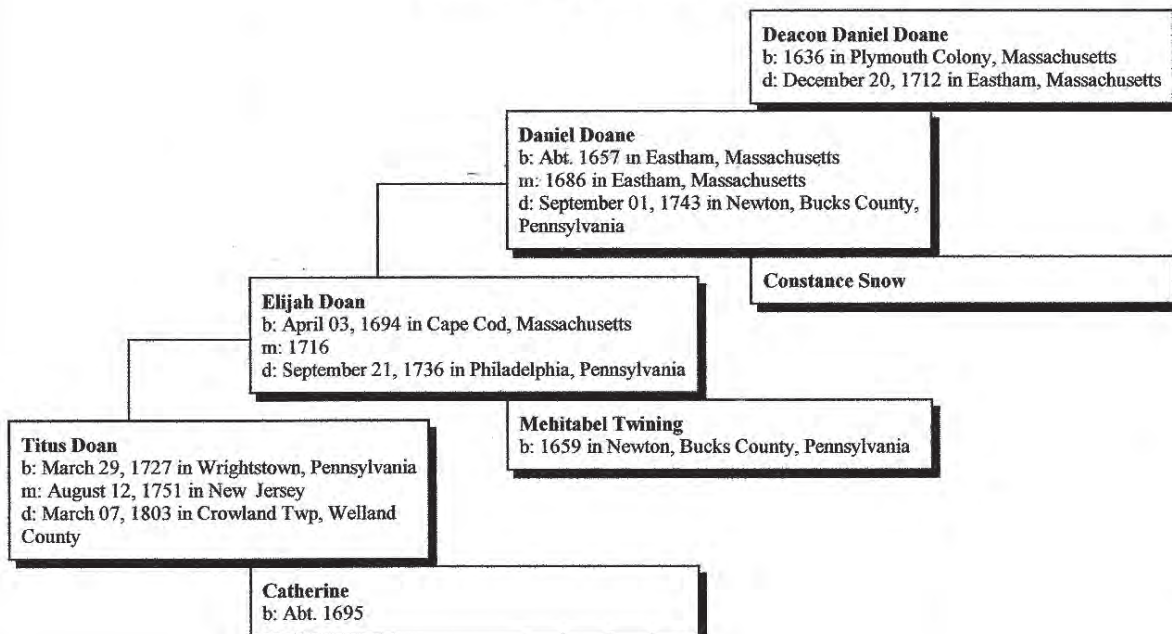 Deacon Daniel Doane
b: 1636 in Plymouth Colony, Massachusetts
d: December 20, 1712 in Eastham, Massachusetts
Daniel Doane
b: Abt. 1657 in Eastham, Massachusetts
m: 1686 in Eastham, Massachusetts
d: September 01, 1743 in Newton, Bucks County,
Pennsylvania
Constance Snow
Elijah Doan
b: April 03, 1694 in Cape Cod, Massachusetts
m: 1716
d: September 21, 1736 in Philadelphia, Pennsylvania
Mehitabel Twining
b: 1659 in Newton, Bucks County, Pennsylvania
Titus Doan
b: March 29, 1727 in Wrightstown, Pennsylvania
m: August 12, 1751 in New Jersey
d: March 07, 1803 in Crowland Twp, Welland
County
Catherine
b: Abt. 1695